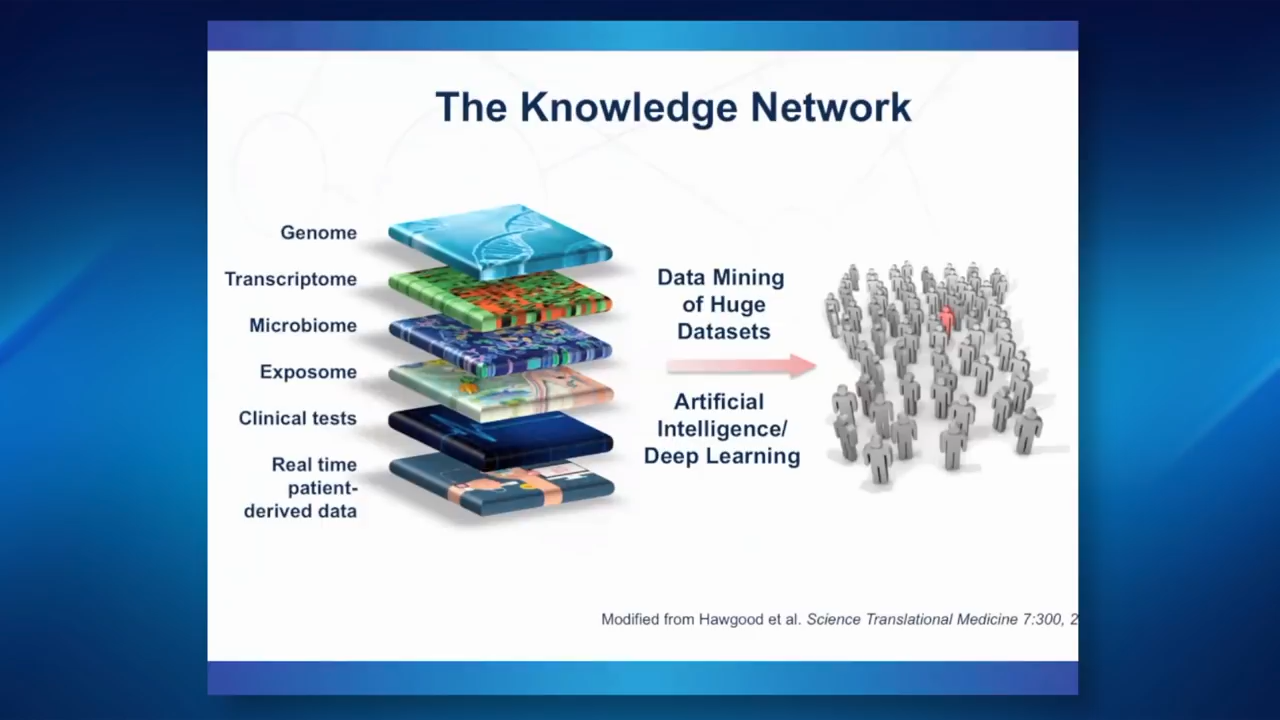 The Knowledge Network
Genome
Transcriptome
Microbiome
Exposome
Clinical tests
Real time
patient-
derived data
Data Mining
of Huge
Datasets
Artificial
Intelligence/
Deep Learning
Modified from Hawgood et al. Science Translational Medicine 7:300, 2